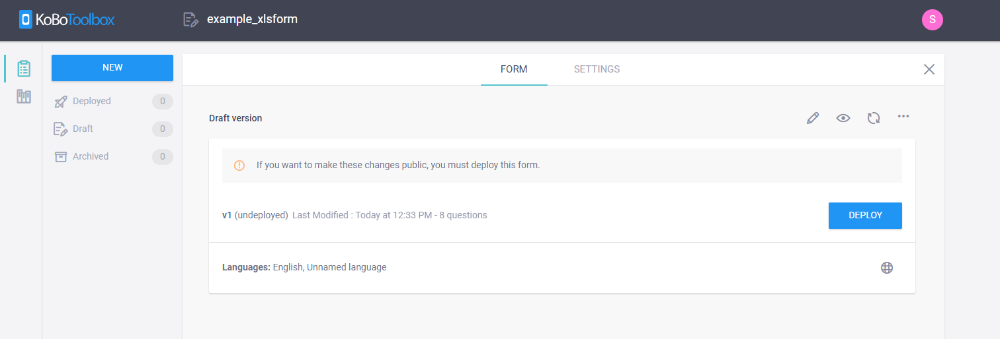 KoBoToolbox
example_xlsform
S
NEW
FORM
SETTINGS
Deployed 0
Draft 0
Archived 0
Draft version
If you want to make these changes public, you must deploy this form.
v1 (undeployed) Last Modified : Today at 12:33 PM - 8 questions
DEPLOY
Languages: English, Unnamed language